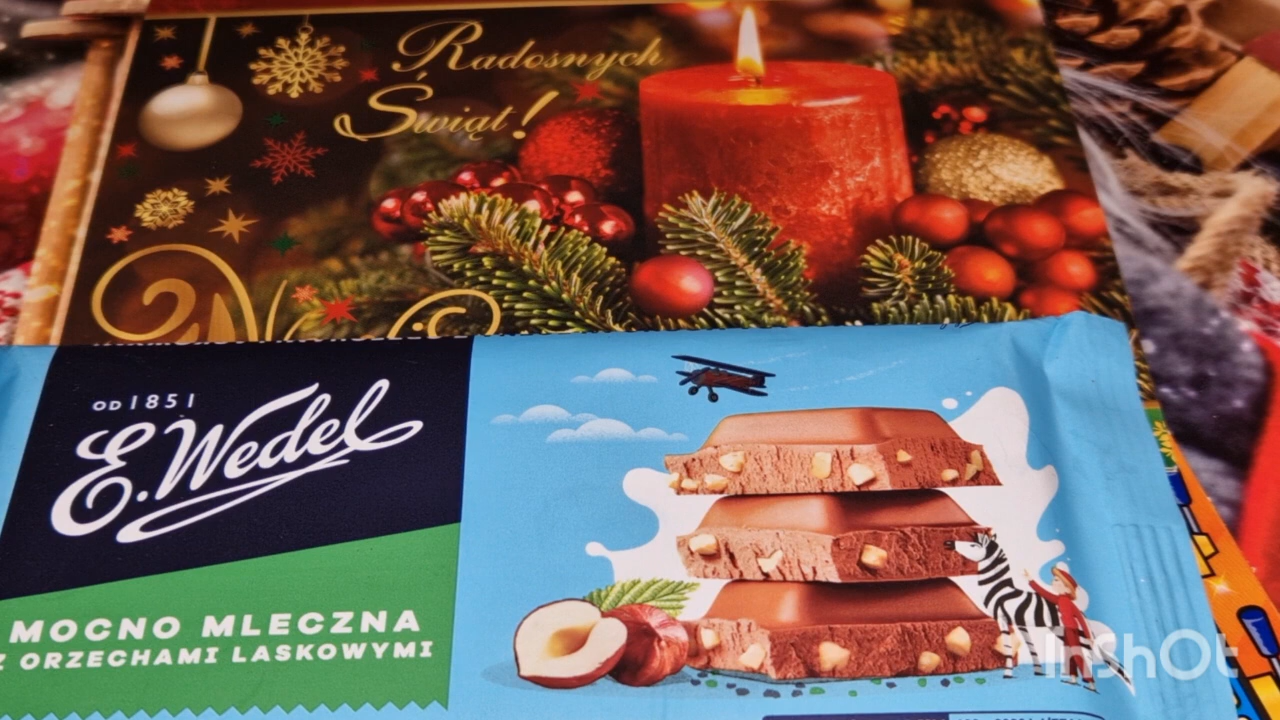 Radosnych
Świąt!
OD 1851
E. Wedel
MOCNO MLECZNA
Z ORZECHAMI LASKOWYMI
InShOt